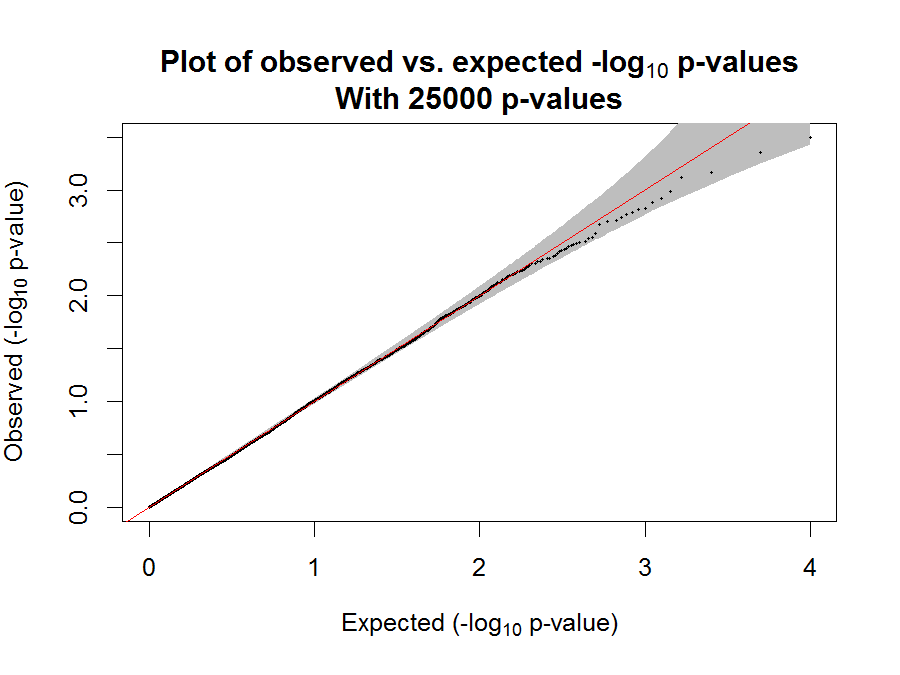 Plot of observed vs. expected -log10 p-values
With 25000 p-values
Observed (-log10 p-value)
3.0
2.0
1.0
0.0
0 1 2 3 4
Expected (-log10 p-value)